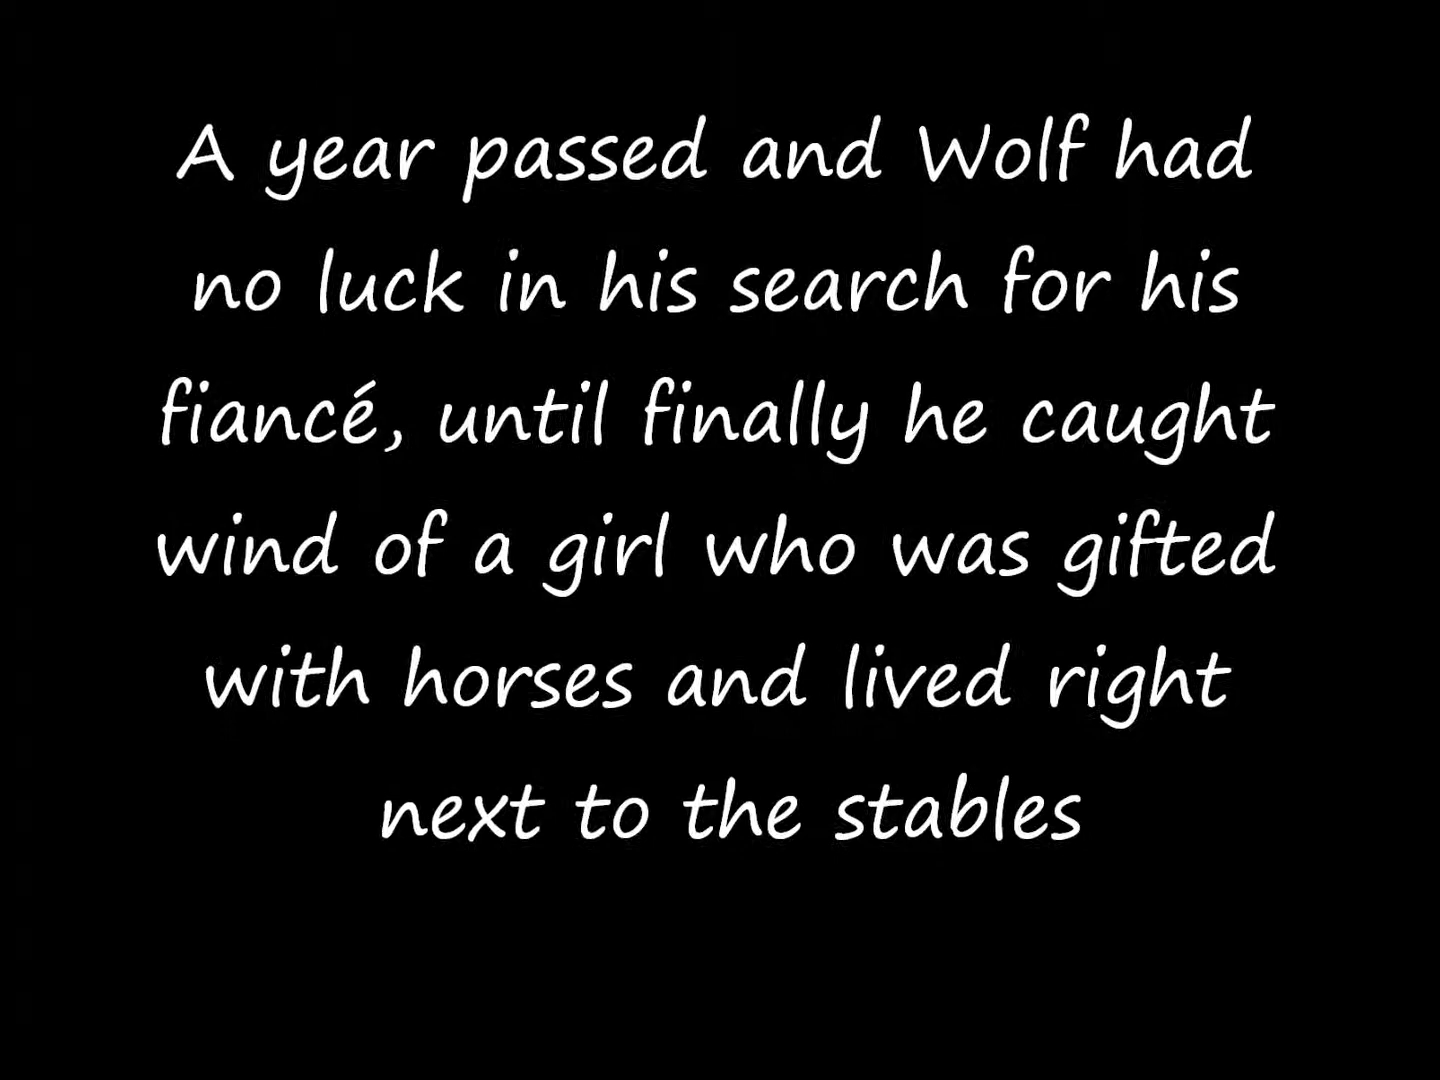 A year passed and Wolf had
no luck in his search for his
fiancé, until finally he caught
wind of a girl who was gifted
with horses and lived right
next to the stables